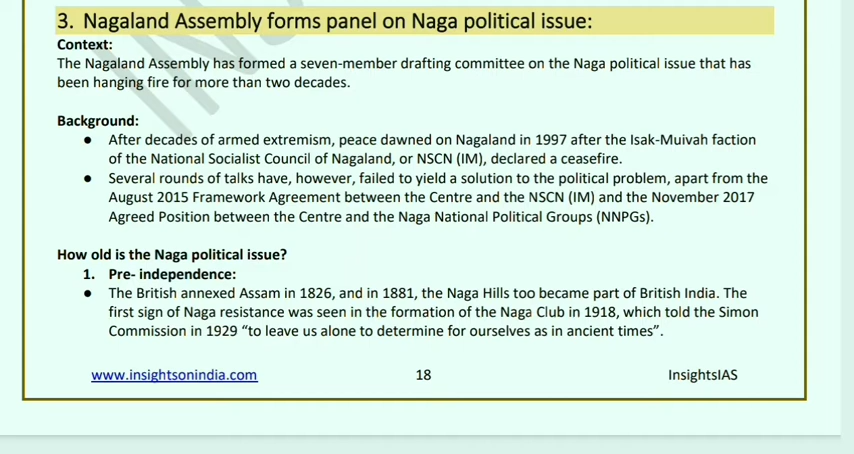 3. Nagaland Assembly forms panel on Naga political issue:
Context:
The Nagaland Assembly has formed a seven-member drafting committee on the Naga political issue that has
been hanging fire for more than two decades.
Background:
● After decades of armed extremism, peace dawned on Nagaland in 1997 after the Isak-Muivah faction
of the National Socialist Council of Nagaland, or NSCN (IM), declared a ceasefire.
● Several rounds of talks have, however, failed to yield a solution to the political problem, apart from the
August 2015 Framework Agreement between the Centre and the NSCN (IM) and the November 2017
Agreed Position between the Centre and the Naga National Political Groups (NNPGs).
How old is the Naga political issue?
1. Pre- independence:
● The British annexed Assam in 1826, and in 1881, the Naga Hills too became part of British India. The
first sign of Naga resistance was seen in the formation of the Naga Club in 1918, which told the Simon
Commission in 1929 “to leave us alone to determine for ourselves as in ancient times”.
www.insightsonindia.com 18 InsightsIAS